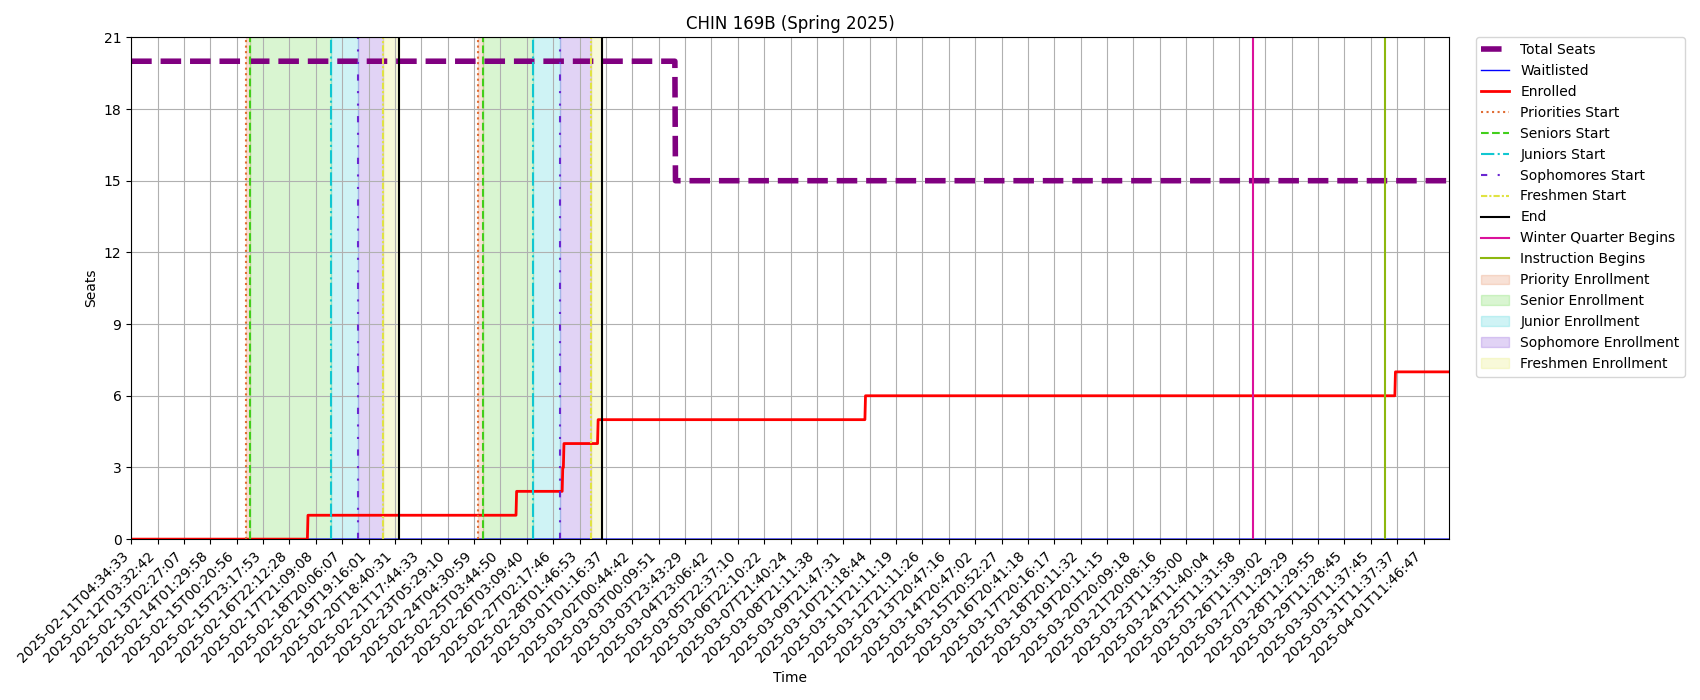 CHIN 169B (Spring 2025)
21
18
15
12
9
6
3
0
Seats
2025-02-11T04:34:33
2025-02-12T03:32:42
2025-02-13T02:27:07
2025-02-14T01:29:58
2025-02-15T00:20:56
2025-02-15T23:17:53
2025-02-16T22:12:28
2025-02-17T21:09:08
2025-02-18T20:06:07
2025-02-19T19:16:01
2025-02-20T18:40:31
2025-02-21T17:44:33
2025-02-23T05:29:10
2025-02-24T04:30:59
2025-02-25T03:44:50
2025-02-26T03:09:40
2025-02-27T02:17:46
2025-02-28T01:46:53
2025-03-01T01:16:37
2025-03-02T00:44:42
2025-03-03T00:09:51
2025-03-03T23:43:29
2025-03-04T23:06:42
2025-03-05T22:37:10
2025-03-06T22:10:22
2025-03-07T21:40:24
2025-03-08T21:11:38
2025-03-09T21:47:31
2025-03-10T21:18:44
2025-03-11T21:11:19
2025-03-12T21:11:26
2025-03-13T20:47:16
2025-03-14T20:47:02
2025-03-15T20:52:27
2025-03-16T20:41:18
2025-03-17T20:16:17
2025-03-18T20:11:32
2025-03-19T20:11:15
2025-03-20T20:09:18
2025-03-21T20:08:16
2025-03-23T11:35:00
2025-03-24T11:40:04
2025-03-25T11:31:58
2025-03-26T11:39:02
2025-03-27T11:29:29
2025-03-28T11:29:55
2025-03-29T11:28:45
2025-03-30T11:37:45
2025-03-31T11:37:37
2025-04-01T11:46:47
Time
Total Seats
Waitlisted
Enrolled
Priorities Start
Seniors Start
Juniors Start
Sophomores Start
Freshmen Start
End
Winter Quarter Begins
Instruction Begins
Priority Enrollment
Senior Enrollment
Junior Enrollment
Sophomore Enrollment
Freshmen Enrollment